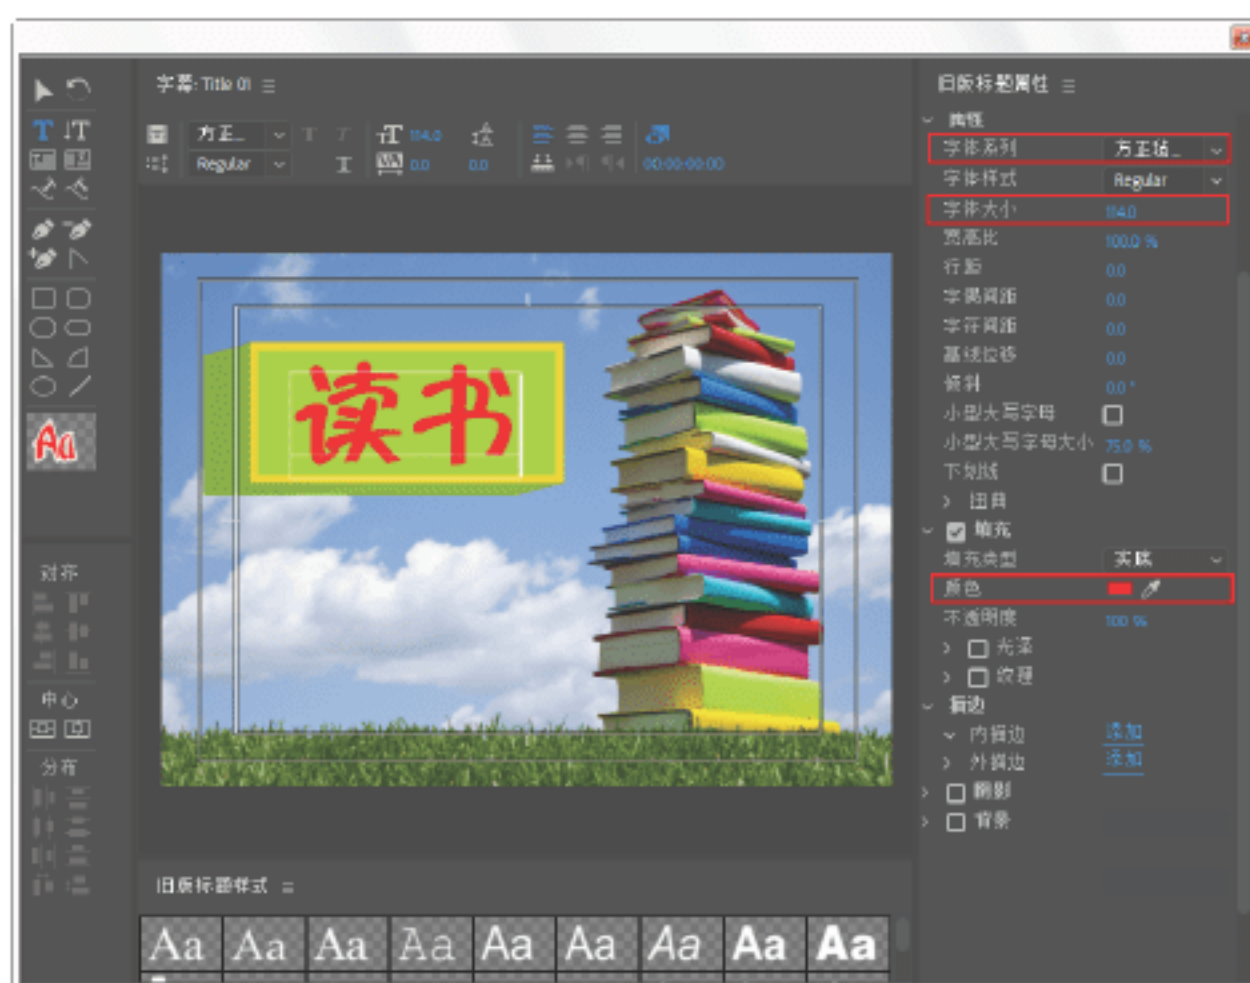 字幕: Title 01
方正_
114.0
Regular
0.0
0.0
00:00:00:00
读书
Aa
对齐
中心
分布
旧版标题样式
Aa Aa Aa Aa Aa Aa Aa Aa Aa
旧版标题属性
属性
字体系列 方正
字体样式 Regular
字体大小 114.0
宽高比 100.0 %
行距 0.0
字偶间距 0.0
字符间距 0.0
基线位移 0.0
倾斜 0.0 °
小型大写字母
小型大写字母大小 75.0 %
下划线
扭曲
填充
填充类型 实底
颜色
不透明度 100 %
光泽
纹理
描边
内描边 添加
外描边 添加
阴影
背景